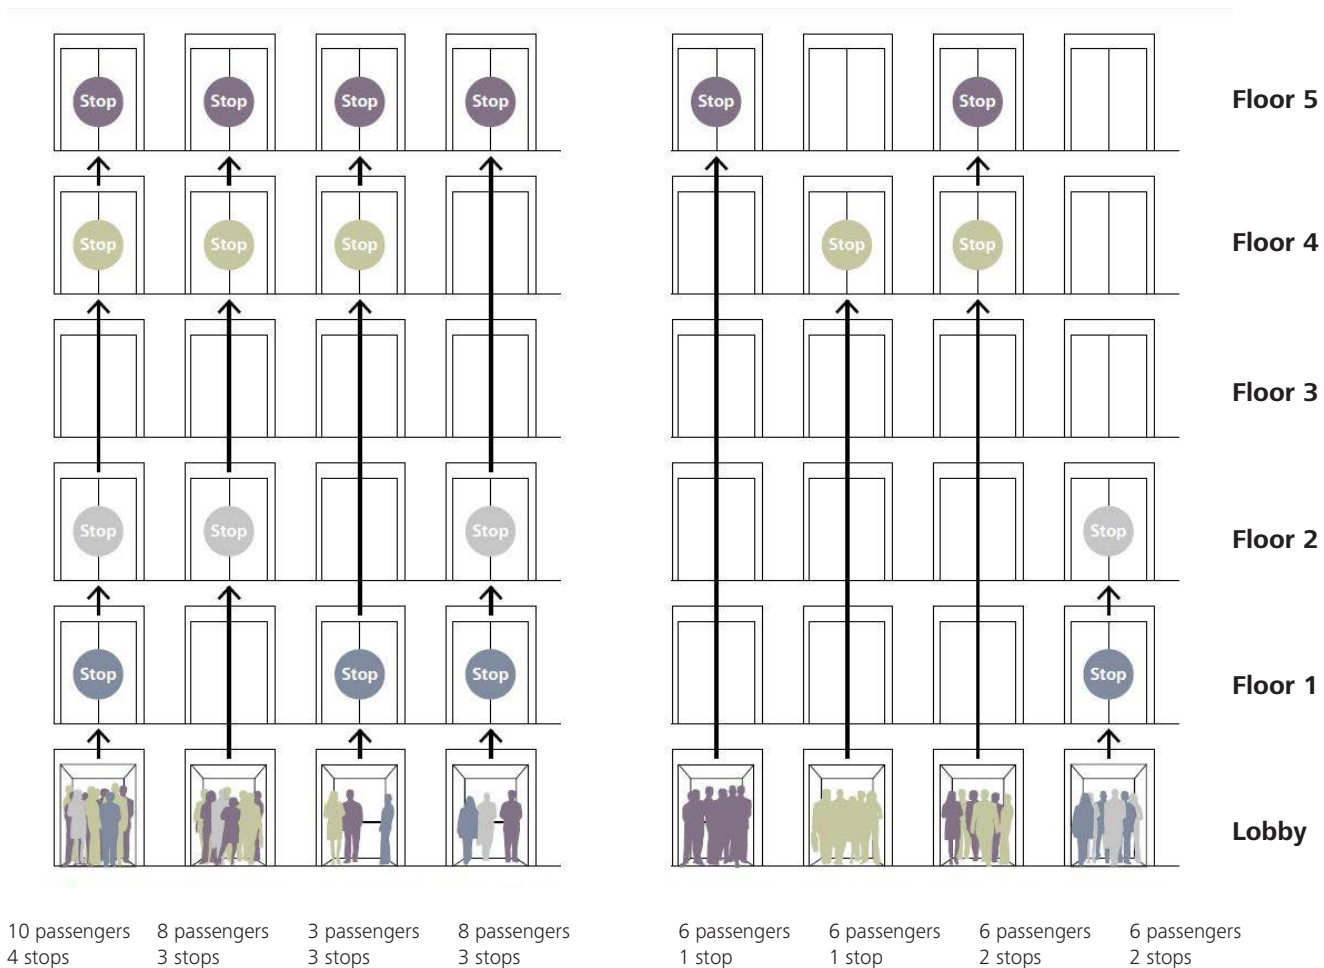 Stop Stop Stop Stop Stop Stop Floor 5
Stop Stop Stop Stop Stop Floor 4
Floor 3
Stop Stop Stop Stop Floor 2
Stop Stop Stop Stop Floor 1
Lobby
10 passengers 8 passengers 3 passengers 8 passengers 6 passengers 6 passengers 6 passengers 6 passengers
4 stops 3 stops 3 stops 3 stops 1 stop 1 stop 2 stops 2 stops